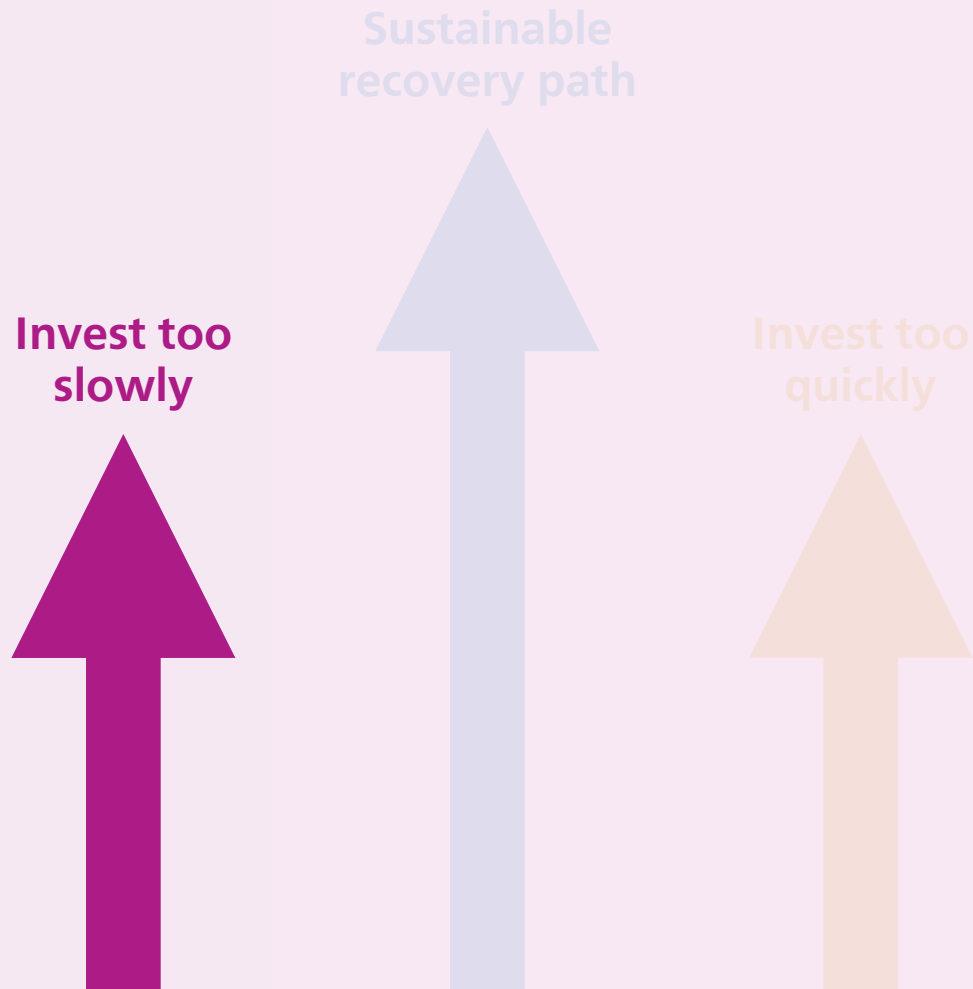 Sustainable
recovery path
Invest too
slowly
Invest too
quickly